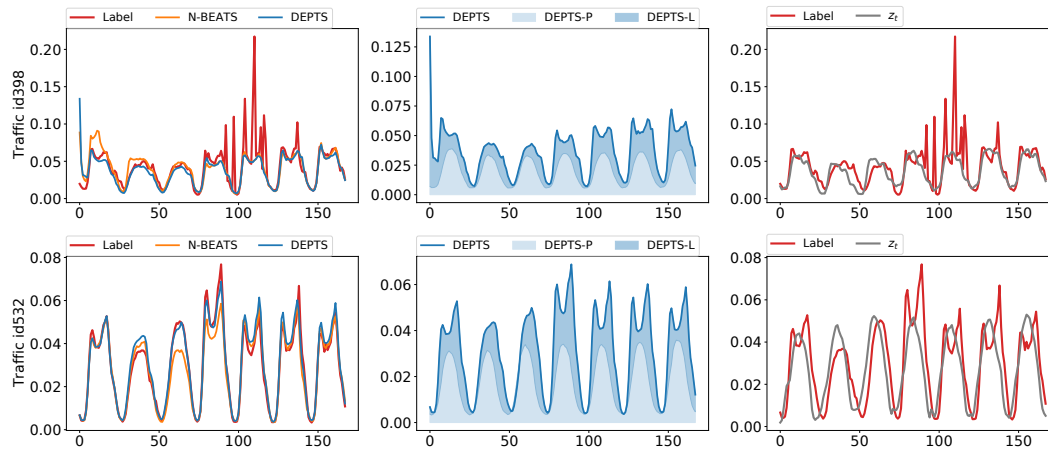 Label N-BEATS DEPTS
DEPTS DEPTS-P DEPTS-L
Label z_t
Traffic id398
0.20
0.15
0.10
0.05
0.00
0 50 100 150
0.125
0.100
0.075
0.050
0.025
0.000
0 50 100 150
0.20
0.15
0.10
0.05
0.00
0 50 100 150
Label N-BEATS DEPTS
DEPTS DEPTS-P DEPTS-L
Label z_t
Traffic id532
0.08
0.06
0.04
0.02
0.00
0 50 100 150
0.06
0.04
0.02
0.00
0 50 100 150
0.08
0.06
0.04
0.02
0.00
0 50 100 150